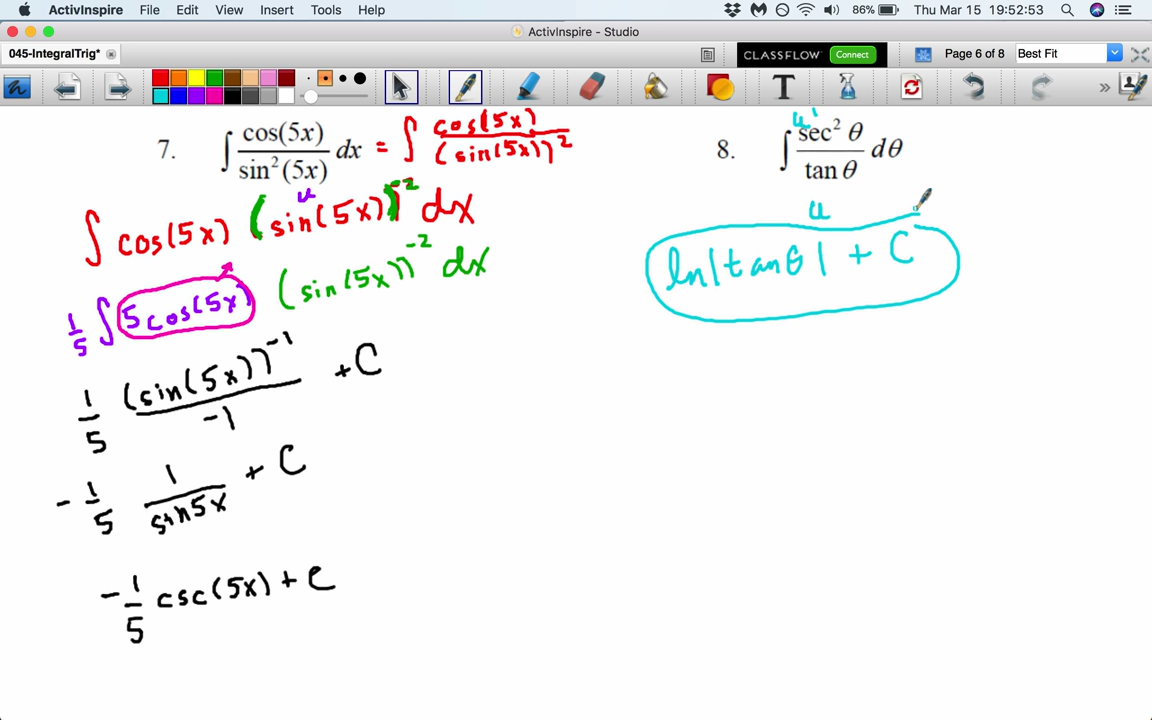 ActivInspire File Edit View Insert Tools Help 86% Thu Mar 15 19:52:53
ActivInspire - Studio
045-IntegralTrig* CLASSFLOW Connect Page 6 of 8 Best Fit
T »
7. ∫ cos(5x) / sin² (5x) dx = ∫ cos(5x) / (sin(5x))²
∫ cos(5x) (sin(5x))⁻² dx
u
1/5 ∫ 5cos(5x) (sin(5x))⁻² dx
1/5 (sin(5x))⁻¹ / -1 + C
- 1/5 1/sin5x + C
- 1/5 csc(5x) + C
8. ∫ sec² θ / tan θ dθ
u'
u
ln|tanθ| + C